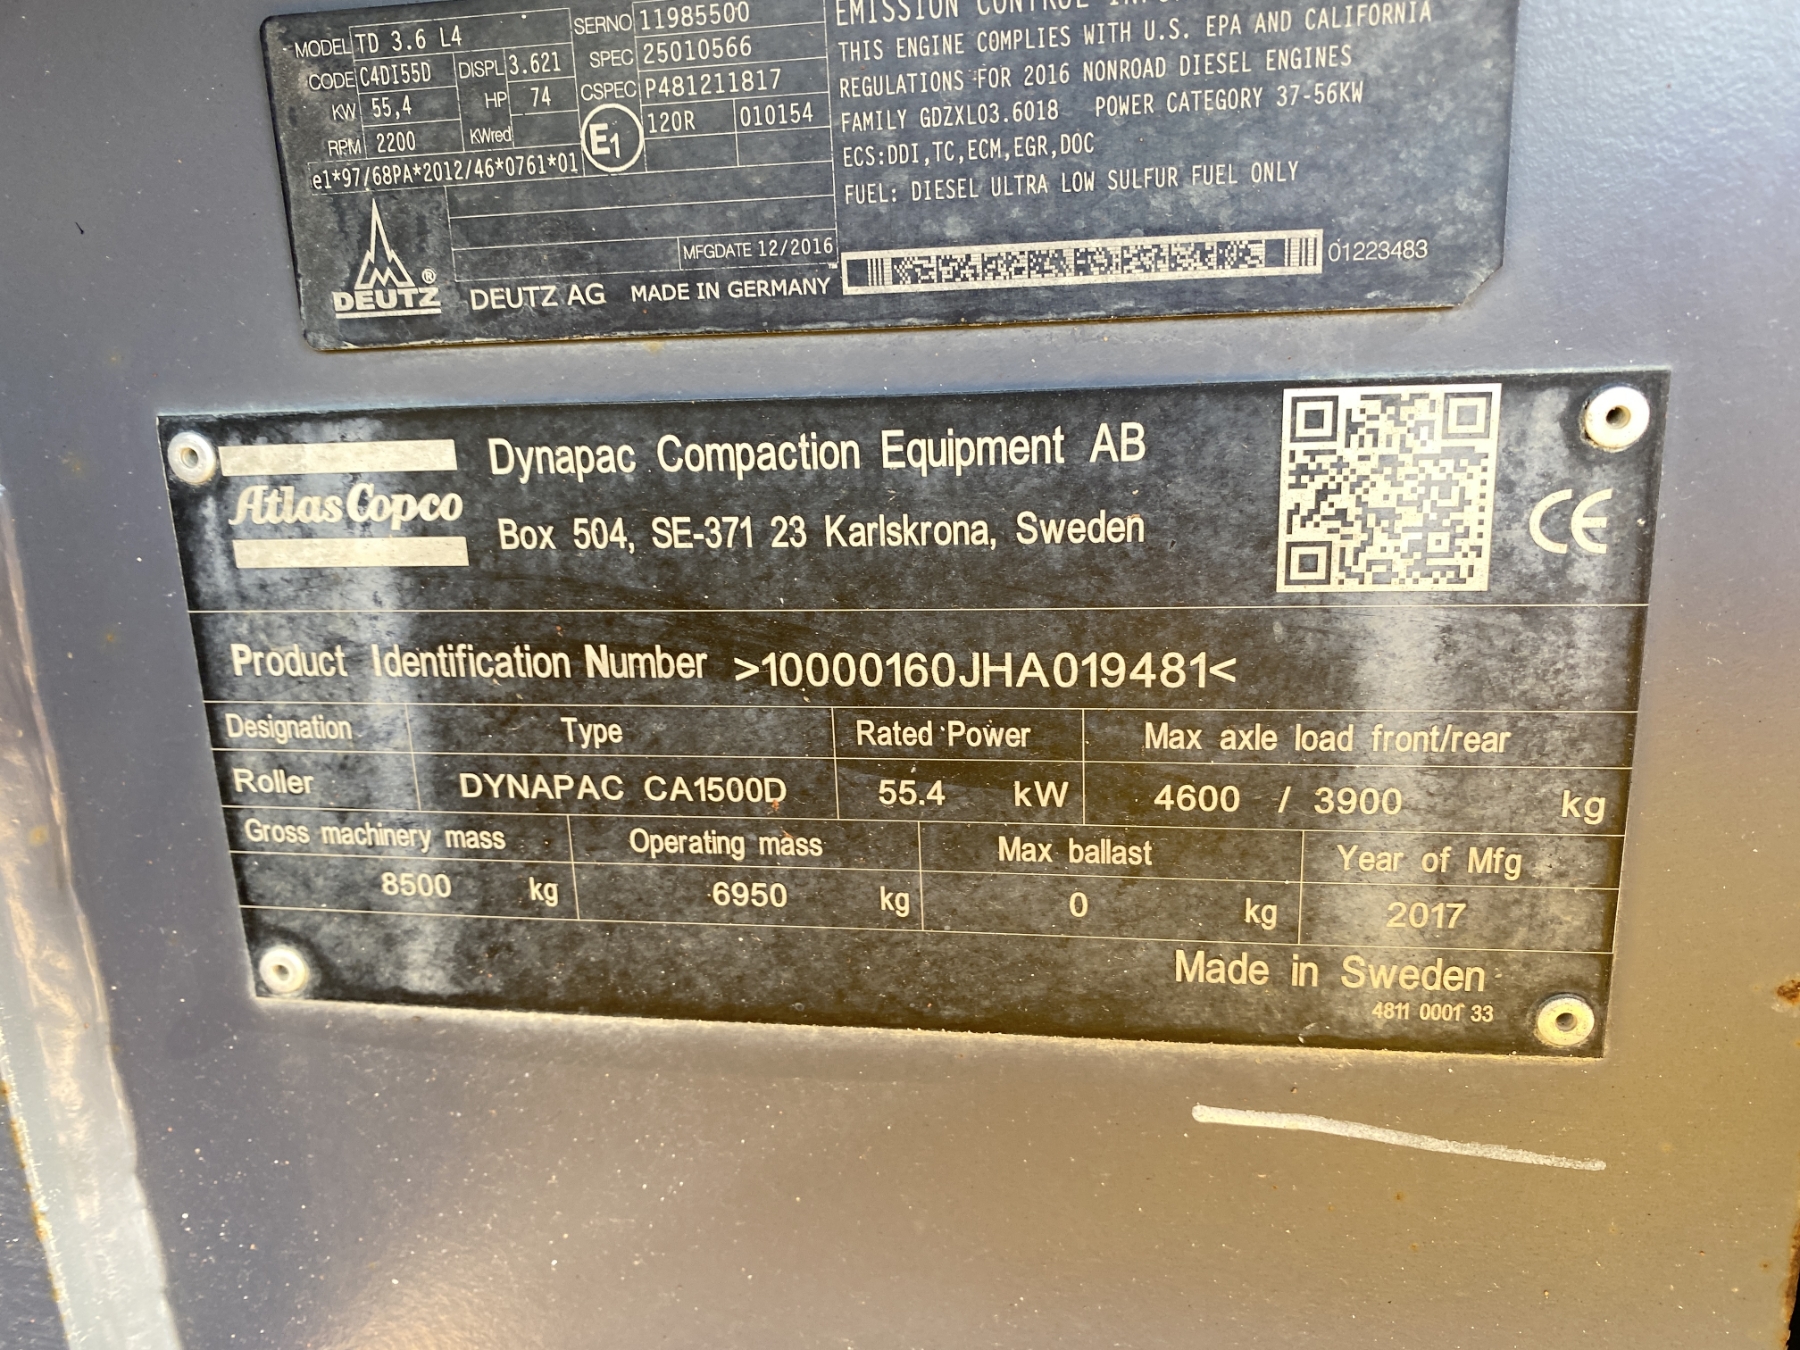 MODEL TD 3.6 L4 SERNO 11985500
CODE C4DI55D DISPL 3.621 SPEC 25010566
KW 55,4 HP 74 CSPEC P481211817
RPM 2200 KWred E1 120R 010154
e1*97/68PA*2012/46*0761*01
MFGDATE 12/2016
DEUTZ® DEUTZ AG MADE IN GERMANY
EMISSION CONTROL
THIS ENGINE COMPLIES WITH U.S. EPA AND CALIFORNIA
REGULATIONS FOR 2016 NONROAD DIESEL ENGINES
FAMILY GDZXL03.6018 POWER CATEGORY 37-56KW
ECS:DDI,TC,ECM,EGR,DOC
FUEL: DIESEL ULTRA LOW SULFUR FUEL ONLY
01223483
Atlas Copco
Dynapac Compaction Equipment AB
Box 504, SE-371 23 Karlskrona, Sweden
CE
Product Identification Number >10000160JHA019481<
Designation Type Rated Power Max axle load front/rear
Roller DYNAPAC CA1500D 55.4 kW 4600 / 3900 kg
Gross machinery mass Operating mass Max ballast Year of Mfg
8500 kg 6950 kg 0 kg 2017
Made in Sweden
4811 0001 33